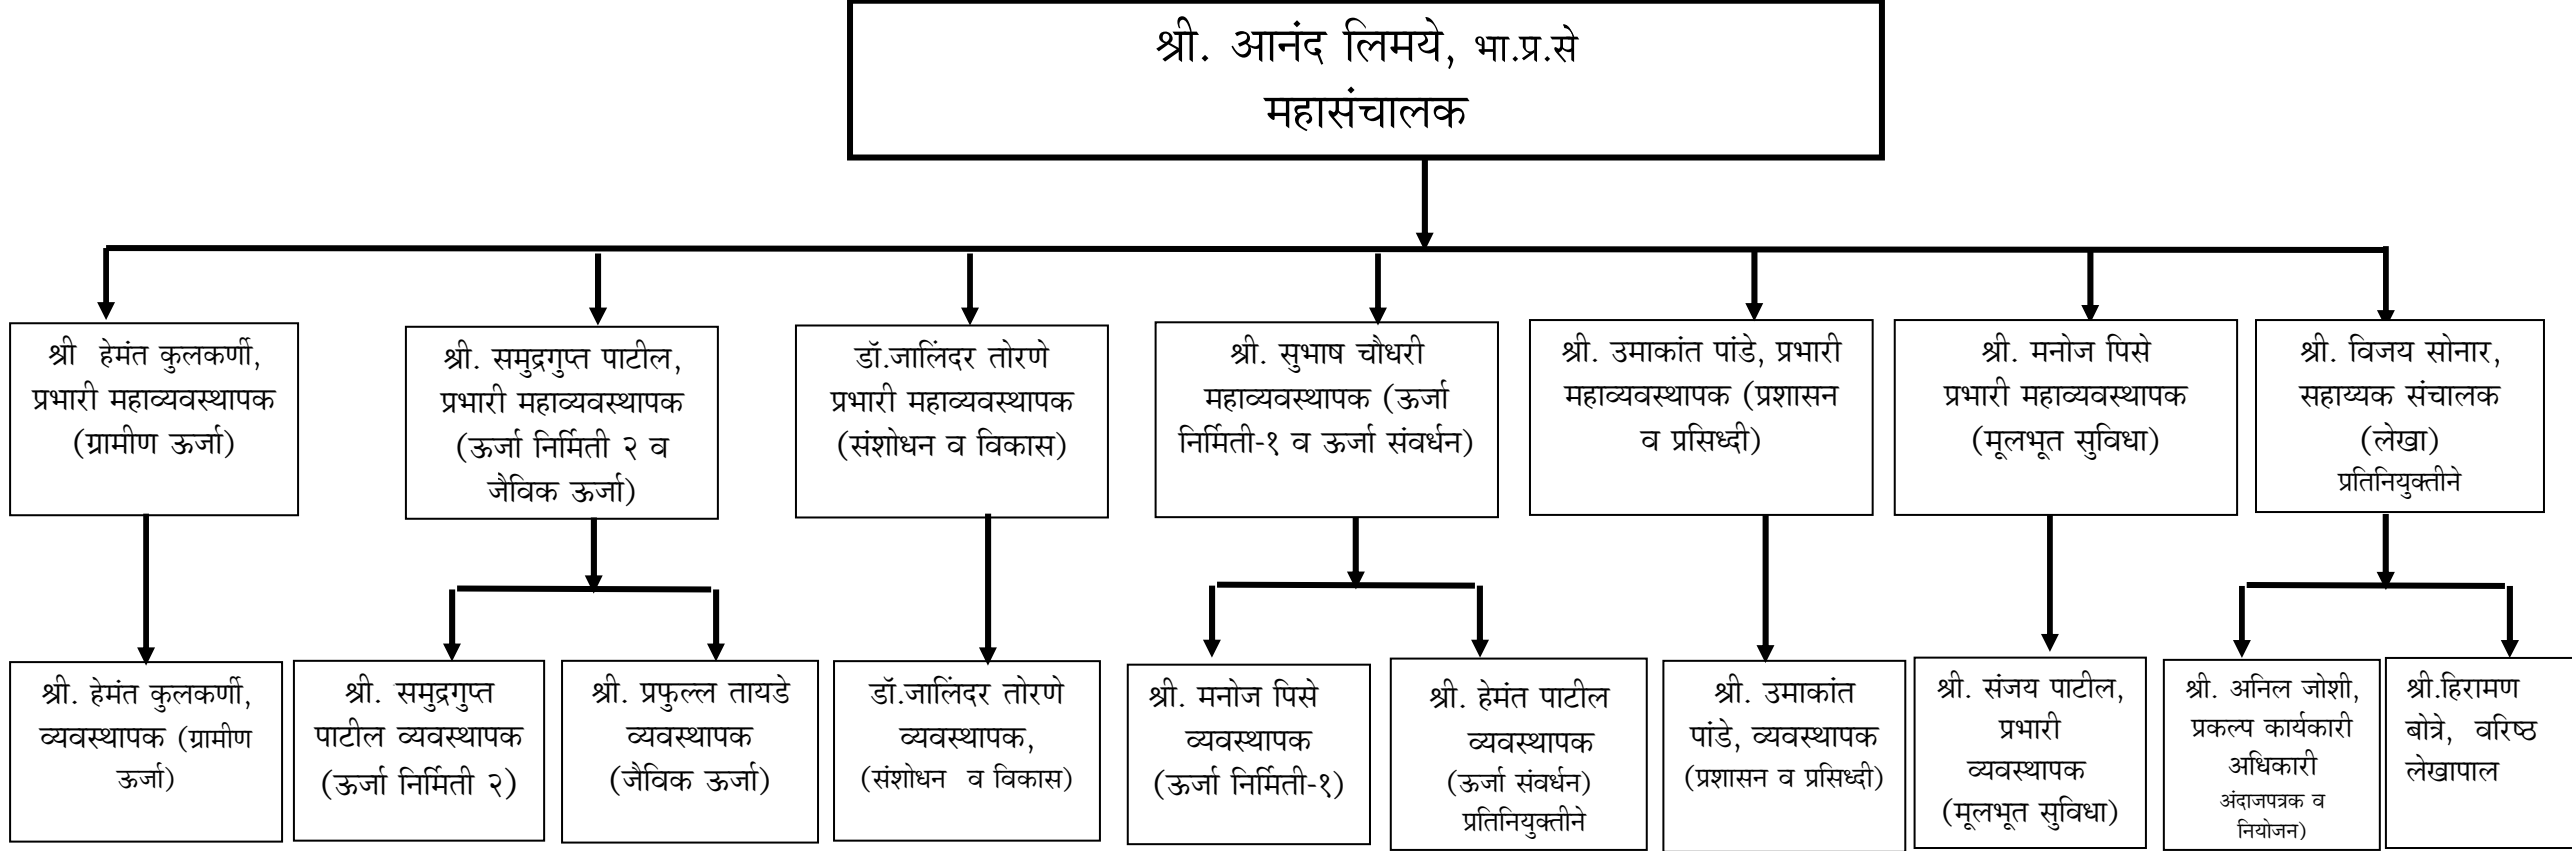 श्री. आनंद लिमये, भा.प्र.से
महासंचालक
श्री हेमंत कुलकर्णी,
प्रभारी महाव्यवस्थापक
(ग्रामीण ऊर्जा)
श्री. समुद्रगुप्त पाटील,
प्रभारी महाव्यवस्थापक
(ऊर्जा निर्मिती २ व
जैविक ऊर्जा)
डॉ.जालिंदर तोरणे
प्रभारी महाव्यवस्थापक
(संशोधन व विकास)
श्री. सुभाष चौधरी
महाव्यवस्थापक (ऊर्जा
निर्मिती-१ व ऊर्जा संवर्धन)
श्री. उमाकांत पांडे, प्रभारी
महाव्यवस्थापक (प्रशासन
व प्रसिध्दी)
श्री. मनोज पिसे
प्रभारी महाव्यवस्थापक
(मूलभूत सुविधा)
श्री. विजय सोनार,
सहाय्यक संचालक
(लेखा)
प्रतिनियुक्तीने
श्री. हेमंत कुलकर्णी,
व्यवस्थापक (ग्रामीण
ऊर्जा)
श्री. समुद्रगुप्त
पाटील व्यवस्थापक
(ऊर्जा निर्मिती २)
श्री. प्रफुल्ल तायडे
व्यवस्थापक
(जैविक ऊर्जा)
डॉ.जालिंदर तोरणे
व्यवस्थापक,
(संशोधन व विकास)
श्री. मनोज पिसे
व्यवस्थापक
(ऊर्जा निर्मिती-१)
श्री. हेमंत पाटील
व्यवस्थापक
(ऊर्जा संवर्धन)
प्रतिनियुक्तीने
श्री. उमाकांत
पांडे, व्यवस्थापक
(प्रशासन व प्रसिध्दी)
श्री. संजय पाटील,
प्रभारी
व्यवस्थापक
(मूलभूत सुविधा)
श्री. अनिल जोशी,
प्रकल्प कार्यकारी
अधिकारी
अंदाजपत्रक व
नियोजन)
श्री.हिरामण
बोत्रे, वरिष्ठ
लेखापाल